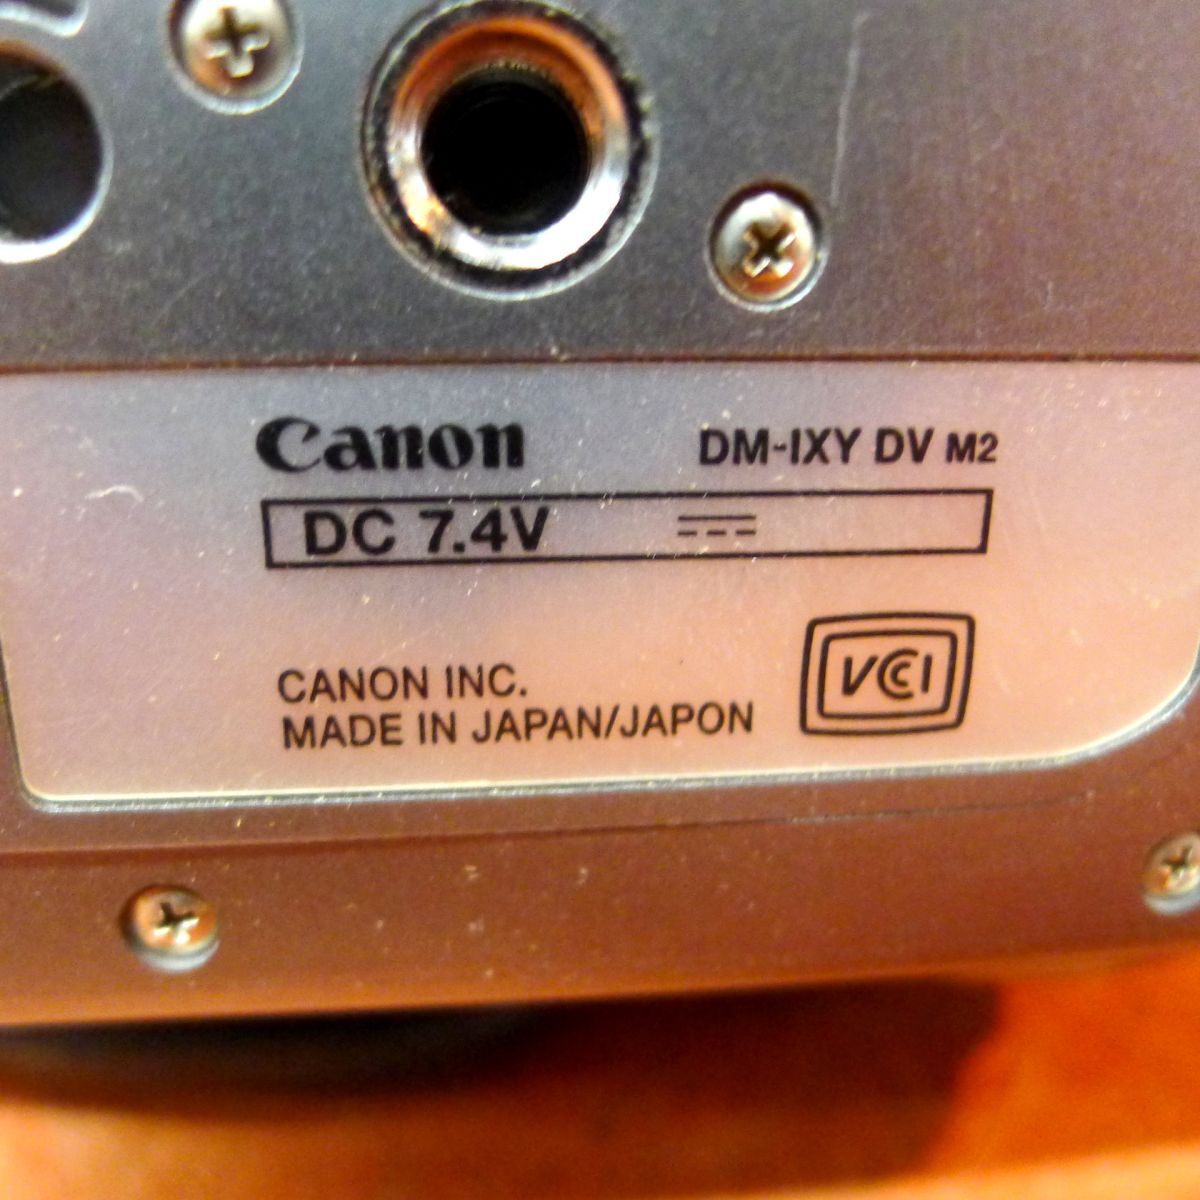 Canon DM-IXY DV M2
DC 7.4V ⎓
CANON INC.
MADE IN JAPAN/JAPON
VCCI